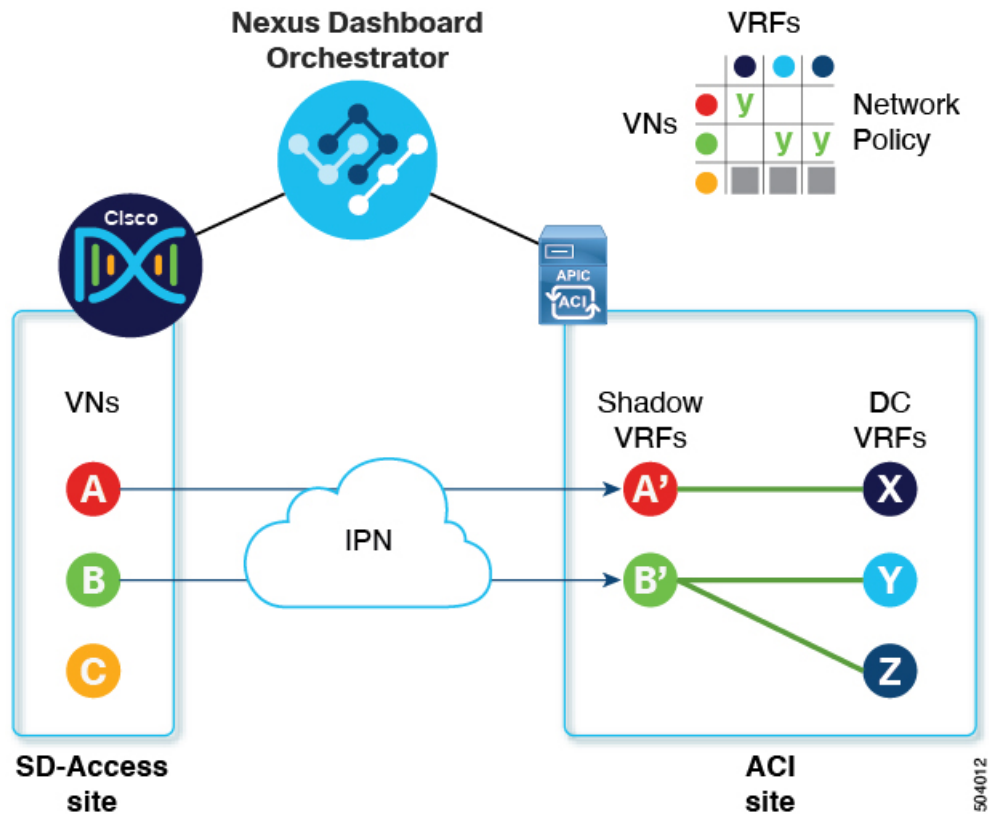 Nexus Dashboard
Orchestrator
VRFs
VNs
y
y y
Network
Policy
Cisco
APIC
ACI
VNs
Shadow
VRFs
DC
VRFs
A
A’
X
IPN
B
B’
Y
C
Z
SD-Access
site
ACI
site
504012